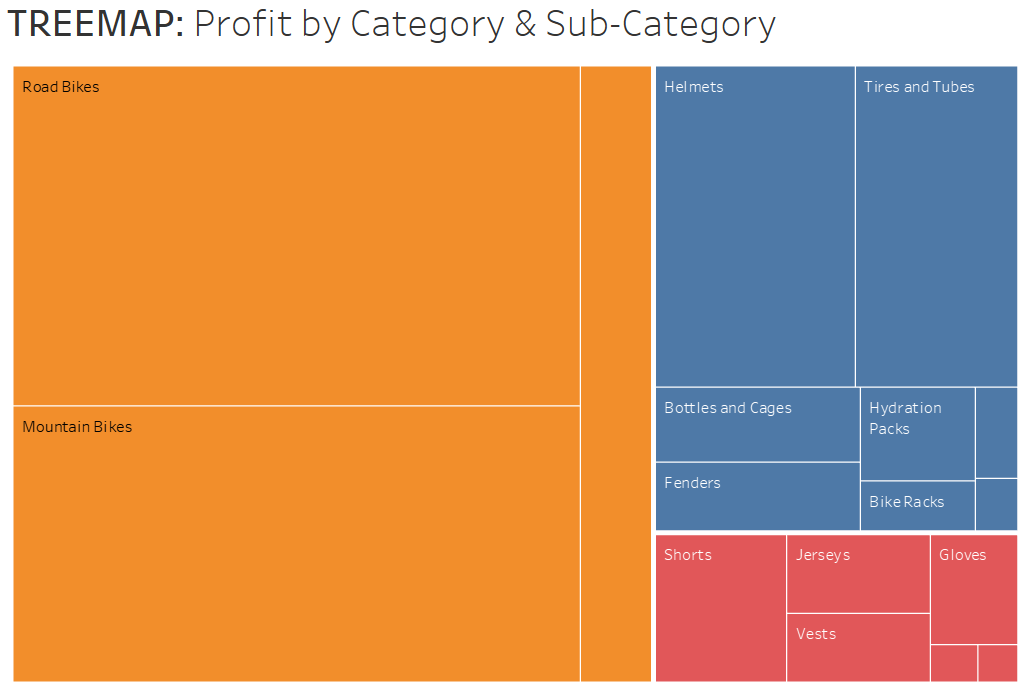 TREEMAP: Profit by Category & Sub-Category
Road Bikes
Mountain Bikes
Helmets
Tires and Tubes
Bottles and Cages
Hydration
Packs
Fenders
Bike Racks
Shorts
Jerseys
Gloves
Vests